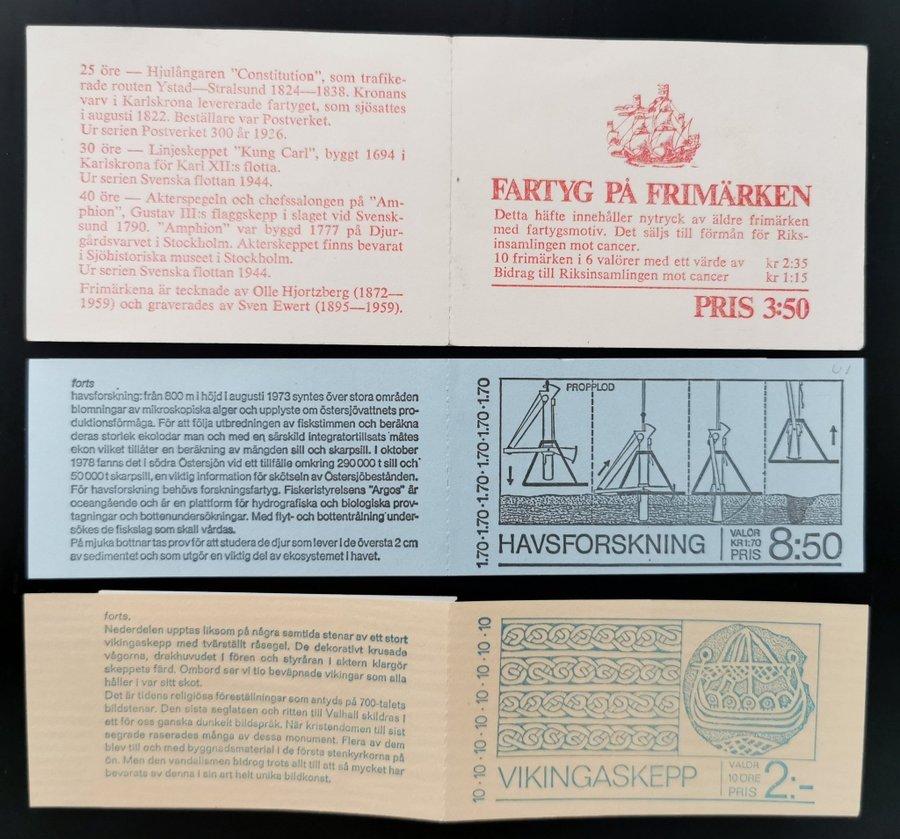 25 öre — Hjulångaren "Constitution", som trafike-
rade routen Ystad—Stralsund 1824—1838. Kronans
varv i Karlskrona levererade fartyget, som sjösattes
i augusti 1822. Beställare var Postverket.
Ur serien Postverket 300 år 1936.
30 öre — Linjeskeppet "Kung Carl", byggt 1694 i
Karlskrona för Karl XII:s flotta.
Ur serien Svenska flottan 1944.
40 öre — Akterspegeln och chefssalongen på "Am-
phion", Gustav III:s flaggskepp i slaget vid Svensk-
sund 1790. "Amphion" var byggd 1777 på Djur-
gårdsvarvet i Stockholm. Akterskeppet finns bevarat
i Sjöhistoriska museet i Stockholm.
Ur serien Svenska flottan 1944.
Frimärkena är tecknade av Olle Hjortzberg (1872—
1959) och graverades av Sven Ewert (1895—1959).
FARTYG PÅ FRIMÄRKEN
Detta häfte innehåller nytryck av äldre frimärken
med fartygsmotiv. Det säljs till förmån för Riks-
insamlingen mot cancer.
10 frimärken i 6 valörer med ett värde av kr 2:35
Bidrag till Riksinsamlingen mot cancer kr 1:15
PRIS 3:50
forts
havsforskning: från 800 m i höjd i augusti 1973 syntes över stora områden
blomningar av mikroskopiska alger och upplyste om östersjövattnets pro-
duktionsförmåga. För att följa utbredningen av fiskstimmen och beräkna
deras storlek ekolodar man och med en särskild integratortillsats mätes
ekon vilket tillåter en beräkning av mängden sill och skarpsill. I oktober
1978 fanns det i södra Östersjön vid ett tillfälle omkring 290 000 t sill och
50 000 t skarpsill, en viktig information för skötseln av Östersjöbestånden.
För havsforskning behövs forskningsfartyg. Fiskeristyrelsens "Argos" är
oceangående och är en plattform för hydrografiska och biologiska prov-
tagningar och bottenundersökningar. Med flyt- och bottentrålning under-
sökes de fiskslag som skall vårdas.
På mjuka bottnar tas prov för att studera de djur som lever i de översta 2 cm
av sedimentet och som utgör en viktig del av ekosystemet i havet.
1.70·1.70·1.70·1.70·1.70
PROPPLOD
HAVSFORSKNING
VALÖR
KR 1:70
PRIS 8:50
forts.
Nederdelen upptas liksom på några samtida stenar av ett stort
vikingaskepp med tvärställt råsegel. De dekorativt krusade
vågorna, drakhuvudet i fören och styråran i aktern klargör
skeppets färd. Ombord ser vi tio beväpnade vikingar som alla
håller i var sitt skot.
Det är tidens religiösa föreställningar som antyds på 700-talets
bildstenar. Den sista seglatsen och ritten till Valhall skildras i
ett för oss ganska dunkelt bildspråk. När kristendomen till sist
segrade raserades många av dessa monument. Flera av dem
blev till och med byggnadsmaterial i de första stenkyrkorna på
ön. Men den vandalismen bidrog trots allt till att så mycket har
bevarats av denna i sin art helt unika bildkonst.
10·10·10·10·10·10·10·10·10·10
VIKINGASKEPP
VALÖR
10 ÖRE
PRIS 2:-